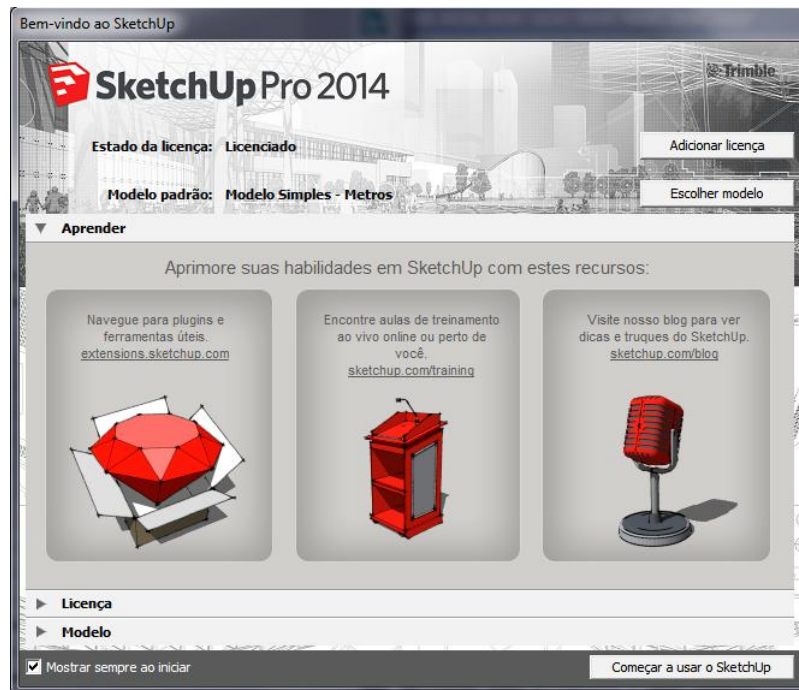 Bem-vindo ao SketchUp
SketchUp Pro 2014
Trimble
Estado da licença: Licenciado
Adicionar licença
Modelo padrão: Modelo Simples - Metros
Escolher modelo
Aprender
Aprimore suas habilidades em SketchUp com estes recursos:
Navegue para plugins e
ferramentas úteis.
extensions.sketchup.com
Encontre aulas de treinamento
ao vivo online ou perto de
você.
sketchup.com/training
Visite nosso blog para ver
dicas e truques do SketchUp.
sketchup.com/blog
Licença
Modelo
Mostrar sempre ao iniciar
Começar a usar o SketchUp